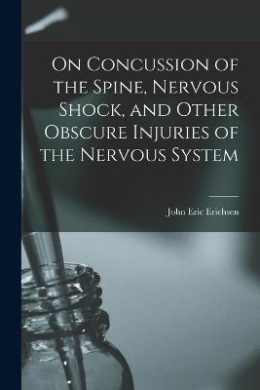 On Concussion of
the Spine, Nervous
Shock, and Other
Obscure Injuries of
the Nervous System
John Eric Erichsen